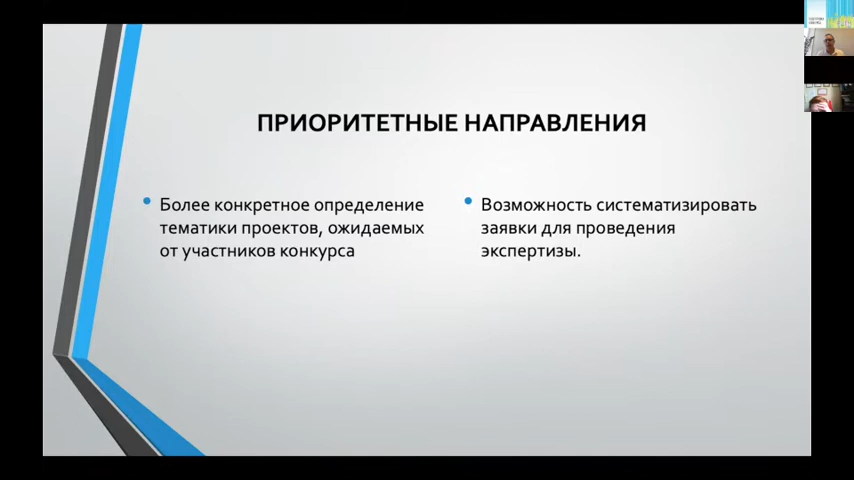 ПРИОРИТЕТНЫЕ НАПРАВЛЕНИЯ
Более конкретное определение
тематики проектов, ожидаемых
от участников конкурса
Возможность систематизировать
заявки для проведения
экспертизы.